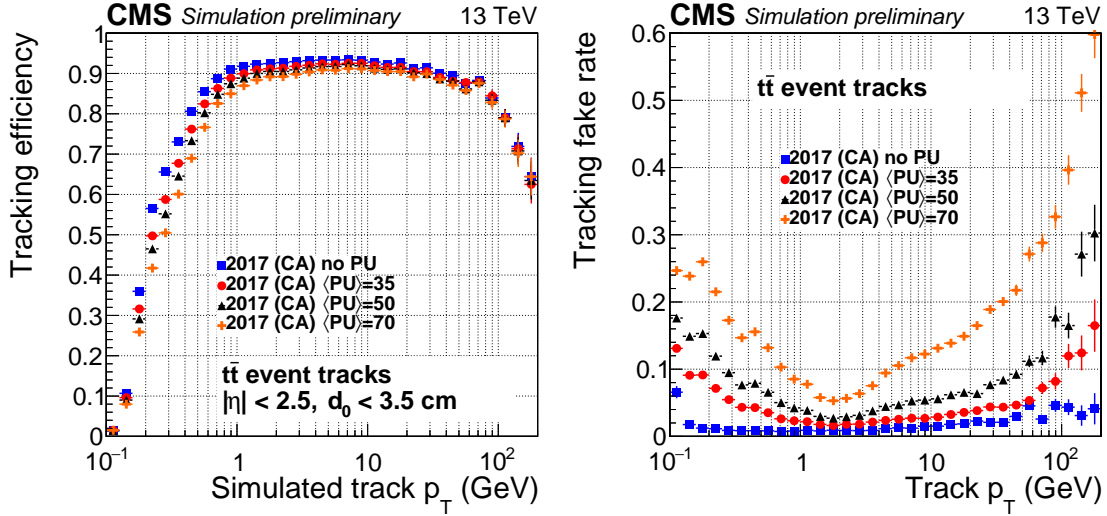 CMS Simulation preliminary 13 TeV
Tracking efficiency
1
0.9
0.8
0.7
0.6
0.5
0.4
0.3
0.2
0.1
0
2017 (CA) no PU
2017 (CA) ⟨PU⟩=35
2017 (CA) ⟨PU⟩=50
2017 (CA) ⟨PU⟩=70
tt̄ event tracks
|η| < 2.5, d₀ < 3.5 cm
10⁻¹ 1 10 10²
Simulated track p_T (GeV)
CMS Simulation preliminary 13 TeV
Tracking fake rate
0.6
0.5
0.4
0.3
0.2
0.1
0
tt̄ event tracks
2017 (CA) no PU
2017 (CA) ⟨PU⟩=35
2017 (CA) ⟨PU⟩=50
2017 (CA) ⟨PU⟩=70
10⁻¹ 1 10 10²
Track p_T (GeV)